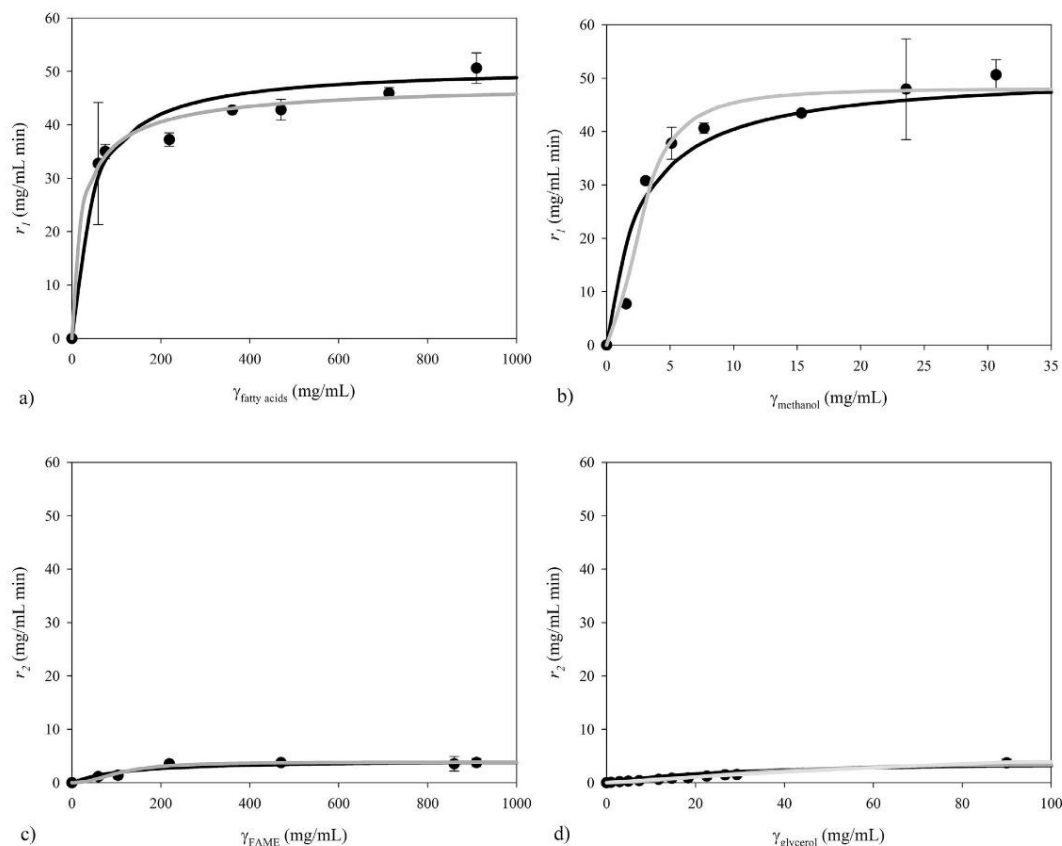 60
50
40
30
20
10
0
r1 (mg/mL min)
0 200 400 600 800 1000
γfatty acids (mg/mL)
a)
60
50
40
30
20
10
0
r1 (mg/mL min)
0 5 10 15 20 25 30 35
γmethanol (mg/mL)
b)
60
50
40
30
20
10
0
r2 (mg/mL min)
0 200 400 600 800 1000
γFAME (mg/mL)
c)
60
50
40
30
20
10
0
r2 (mg/mL min)
0 20 40 60 80 100
γglycerol (mg/mL)
d)